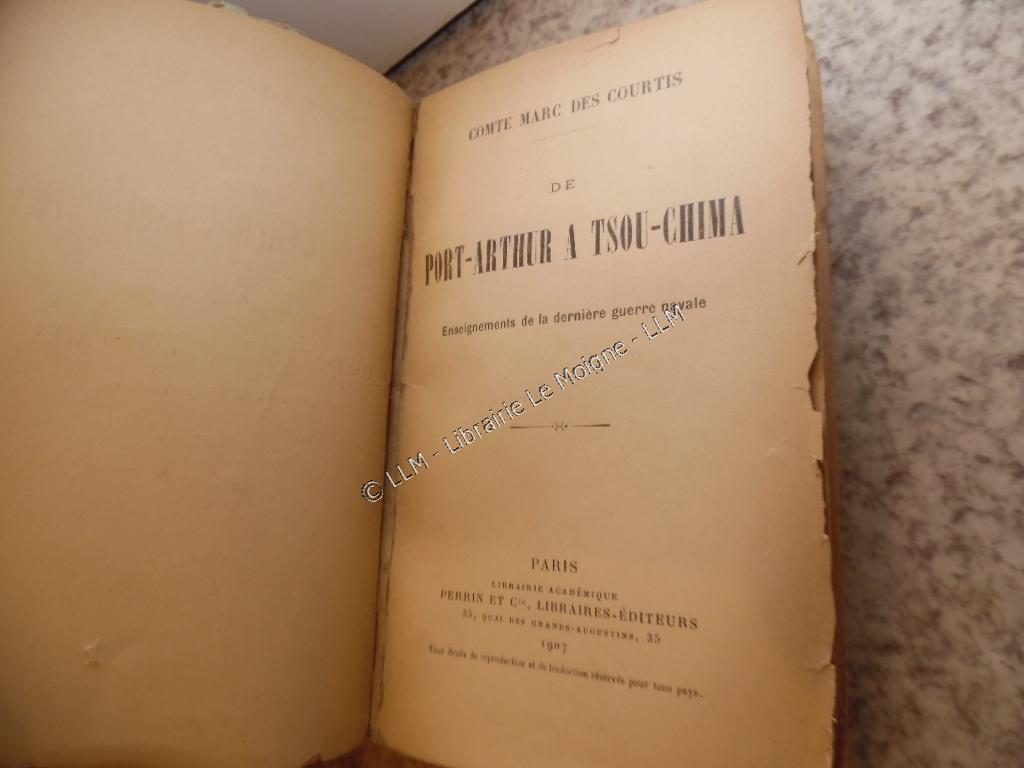 COMTE MARC DES COURTIS
DE
PORT-ARTHUR A TSOU-CHIMA
Enseignements de la dernière guerre navale
© LLM - Librairie Le Moigne - LLM
PARIS
LIBRAIRIE ACADÉMIQUE
PERRIN ET Cie, LIBRAIRES-ÉDITEURS
35, QUAI DES GRANDS-AUGUSTINS, 35
1907
Tous droits de reproduction et de traduction réservés pour tous pays.